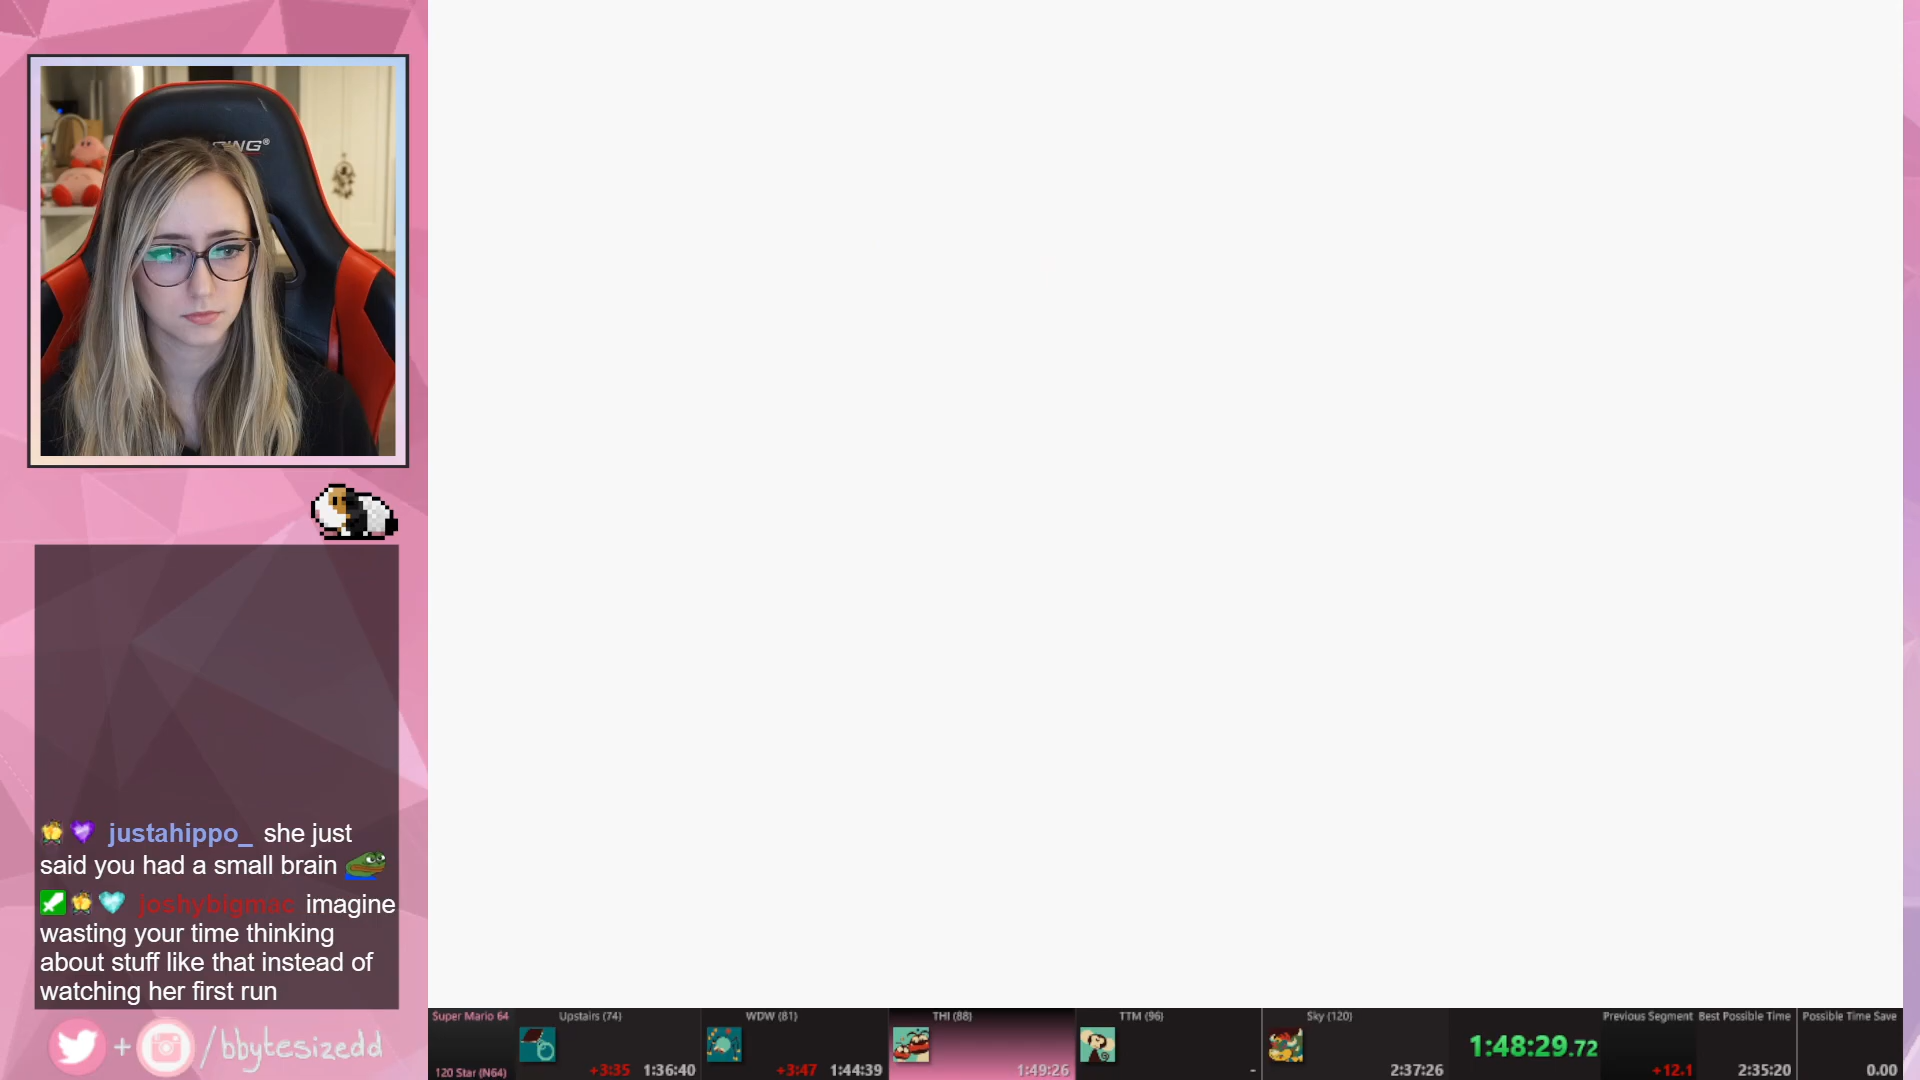 NG®
justahippo_ she just
said you had a small brain
joshybigmac imagine
wasting your time thinking
about stuff like that instead of
watching her first run
/bbytesizedd
Super Mario 64
120 Star (N64)
Upstairs (74)
+3:35 1:36:40
WDW (81)
+3:47 1:44:39
THI (88)
1:49:26
TTM (96)
-
Sky (120)
2:37:26
1:48:29.72
Previous Segment
+12.1
Best Possible Time
2:35:20
Possible Time Save
0.00